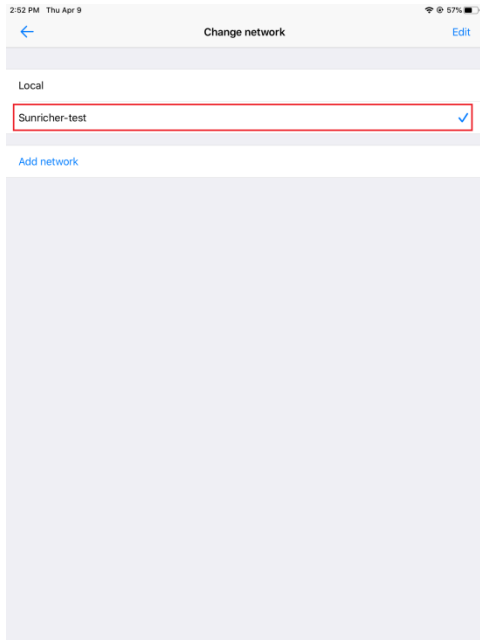 2:52 PM Thu Apr 9 57%
Change network Edit
Local
Sunricher-test
Add network